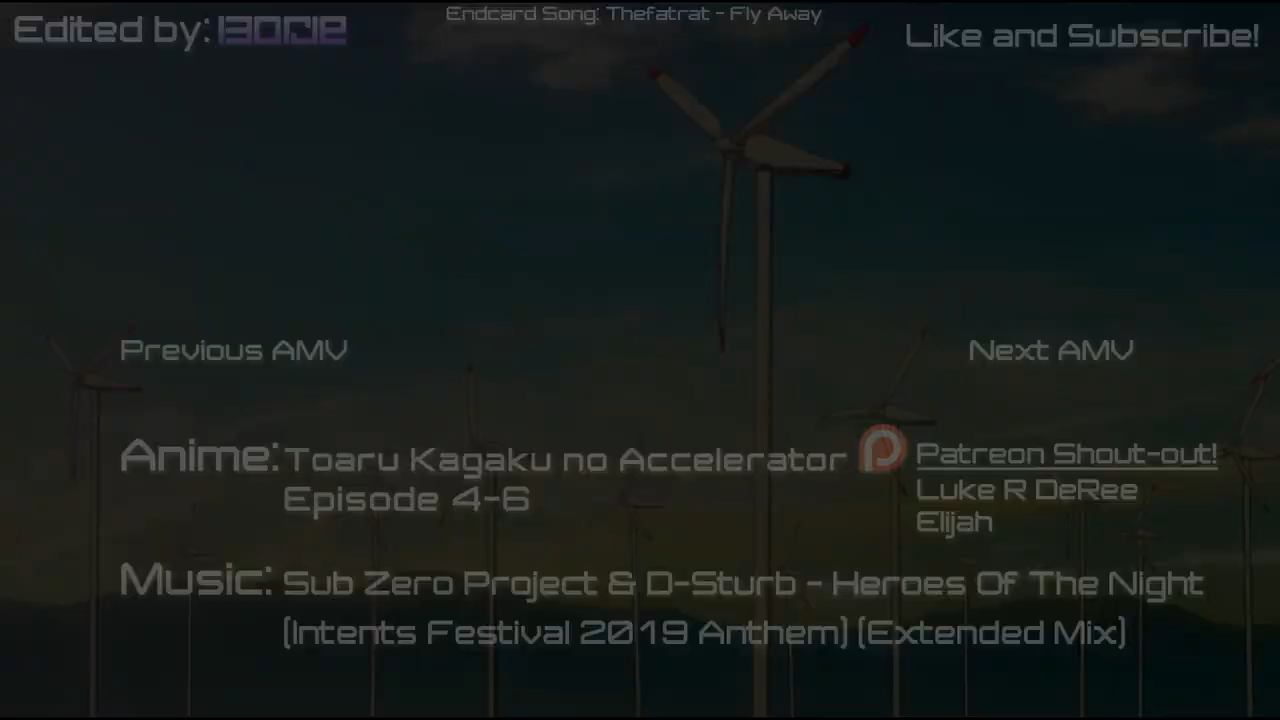 Endcard Song: Thefatrat - Fly Away
Edited by:
Like and Subscribe!
Previous AMV
Next AMV
Anime: Toaru Kagaku no Accelerator
Episode 4-6
Patreon Shout-out!
Luke R DeRee
Elijah
Music: Sub Zero Project & D-Sturb - Heroes Of The Night
(Intents Festival 2019 Anthem) (Extended Mix)